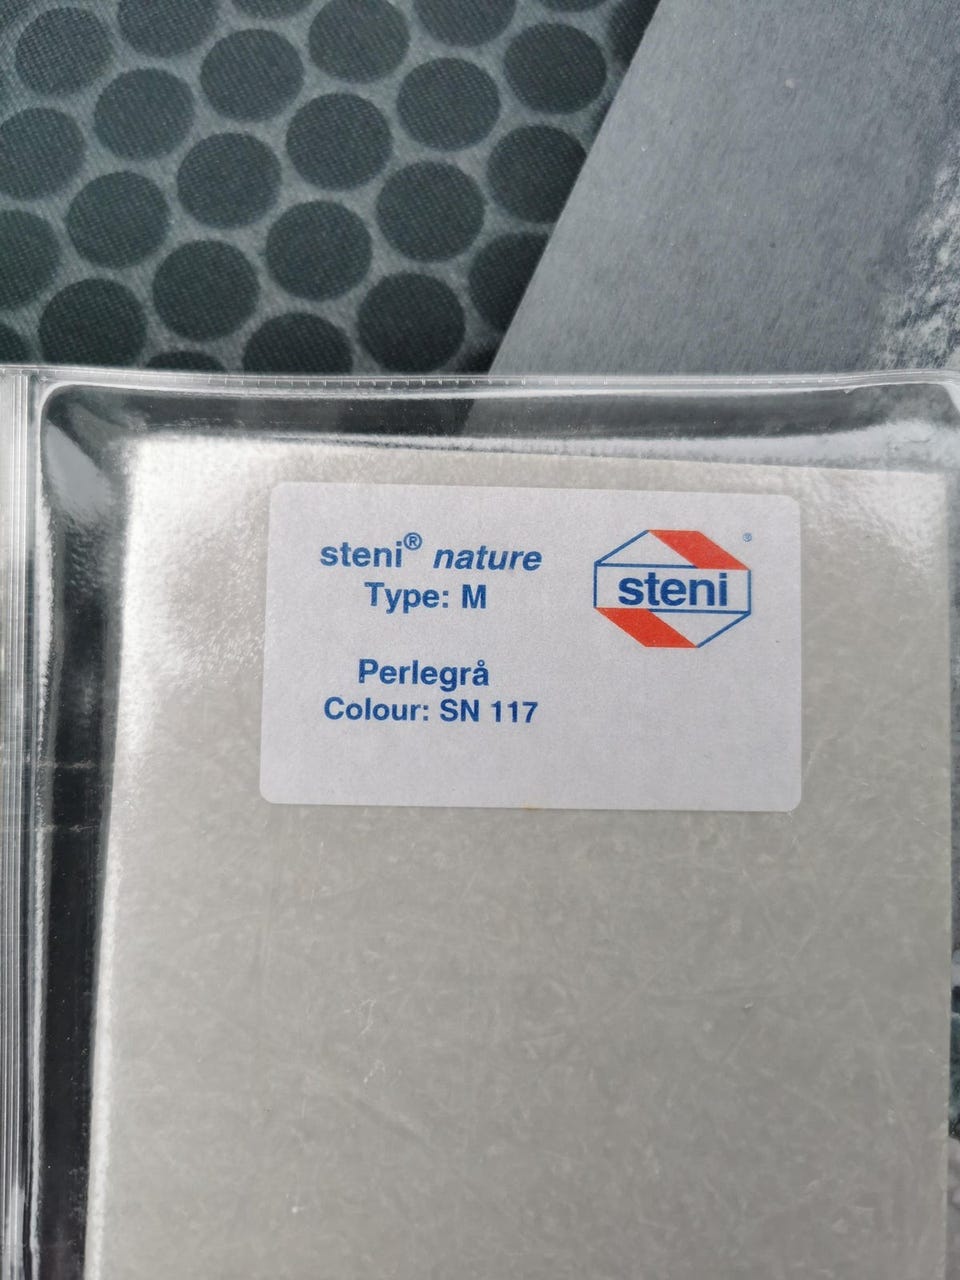 steni® nature
Type: M
steni ®
Perlegrå
Colour: SN 117